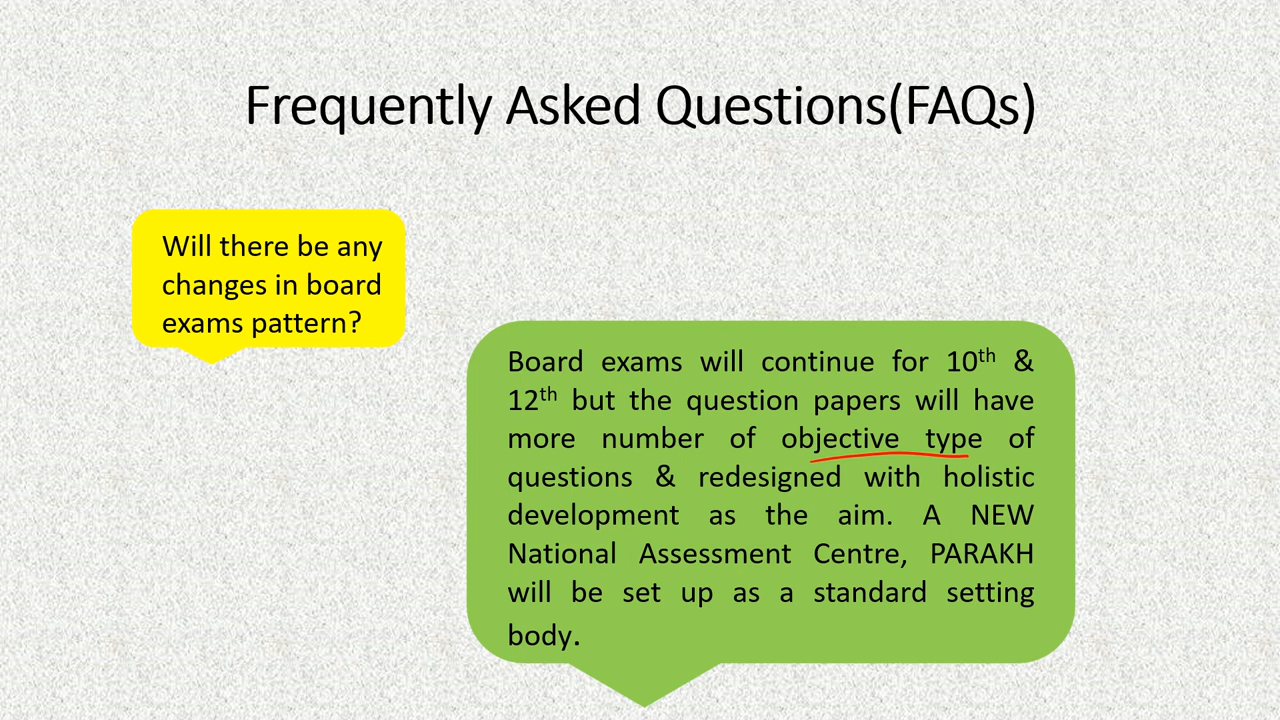 Frequently Asked Questions(FAQs)
Will there be any
changes in board
exams pattern?
Board exams will continue for 10th &
12th but the question papers will have
more number of objective type of
questions & redesigned with holistic
development as the aim. A NEW
National Assessment Centre, PARAKH
will be set up as a standard setting
body.